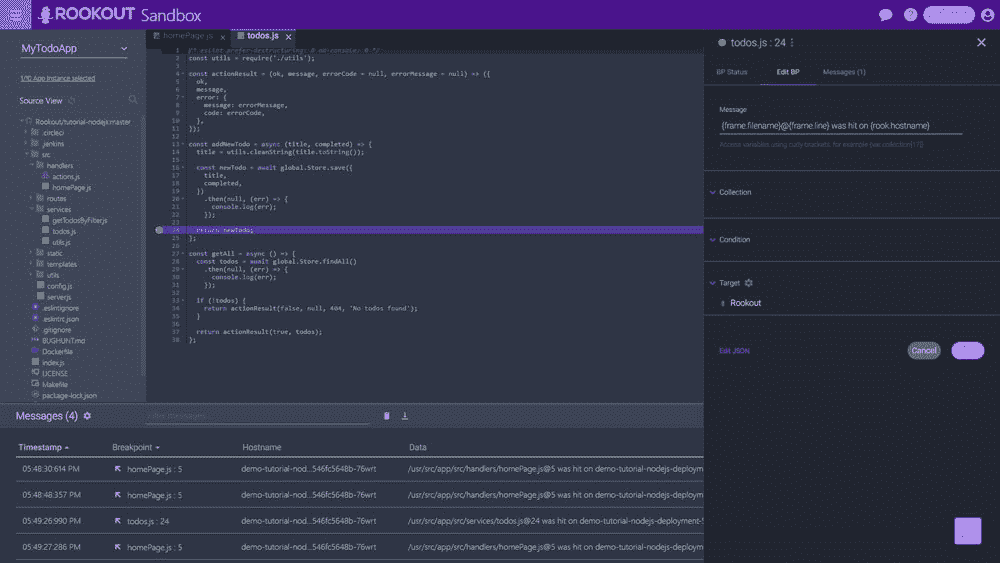 ROOKOUT Sandbox
MyTodoApp
App Instance selected
Source View
Rookout/tutorial-nodejs:master
.circleci
.jenkins
src
handlers
actions.js
homePage.js
routes
services
getTodosByFilter.js
todos.js
utils.js
static
templates
utils
config.js
server.js
.eslintignore
.eslintrc.json
.gitignore
BUGHUNT.md
Dockerfile
index.js
LICENSE
Makefile
package-lock.json
homePage.js
todos.js
1
2 const utils = require('./utils');
3
4 const actionResult = (ok, message, errorCode = null, errorMessage = null) => ({
5 ok,
6 message,
7 error: {
8 message: errorMessage,
9 code: errorCode,
10 },
11 });
12
13 const addNewTodo = async (title, completed) => {
14 title = utils.cleanString(title.toString());
15
16 const newTodo = await global.Store.save({
17 title,
18 completed,
19 })
20 .then(null, (err) => {
21 console.log(err);
22 });
23
24 return newTodo;
25 };
26
27 const getAll = async () => {
28 const todos = await global.Store.findAll()
29 .then(null, (err) => {
30 console.log(err);
31 });
32
33 if (!todos) {
34 return actionResult(false, null, 404, 'No todos found');
35 }
36
37 return actionResult(true, todos);
38 };
todos.js : 24
BP Status
Edit BP
Messages (1)
Message
{frame.filename}@{frame.line} was hit on {rook.hostname}
Access variables using curly brackets, for example
Collection
Condition
Target
Rookout
Edit JSON
Cancel
Messages (4)
Filter messages
Timestamp Breakpoint Hostname Data
05:48:30:614 PM homePage.js : 5 demo-tutorial-nod...546fc5648b-76wrt /usr/src/app/src/handlers/homePage.js@5 was hit on demo-tutorial-nodejs-deploym
05:48:48:357 PM homePage.js : 5 demo-tutorial-nod...546fc5648b-76wrt /usr/src/app/src/handlers/homePage.js@5 was hit on demo-tutorial-nodejs-deploym
05:49:26:990 PM todos.js : 24 demo-tutorial-nod...546fc5648b-76wrt /usr/src/app/src/services/todos.js@24 was hit on demo-tutorial-nodejs-deployment-
05:49:27:286 PM homePage.js : 5 demo-tutorial-nod...546fc5648b-76wrt /usr/src/app/src/handlers/homePage.js@5 was hit on demo-tutorial-nodejs-deploym